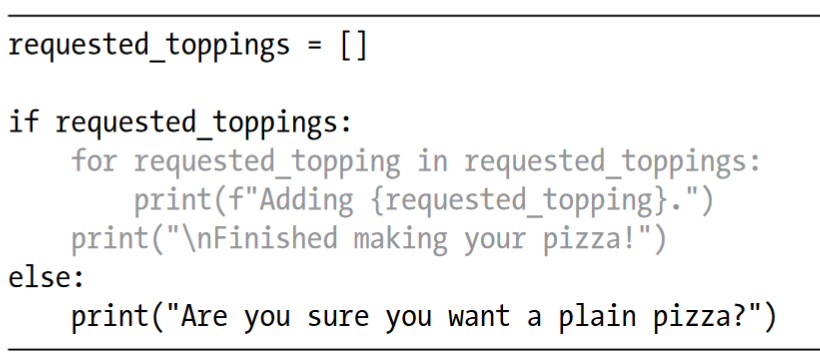 requested_toppings = []
if requested_toppings:
    for requested_topping in requested_toppings:
        print(f"Adding {requested_topping}.")
    print("\nFinished making your pizza!")
else:
    print("Are you sure you want a plain pizza?")